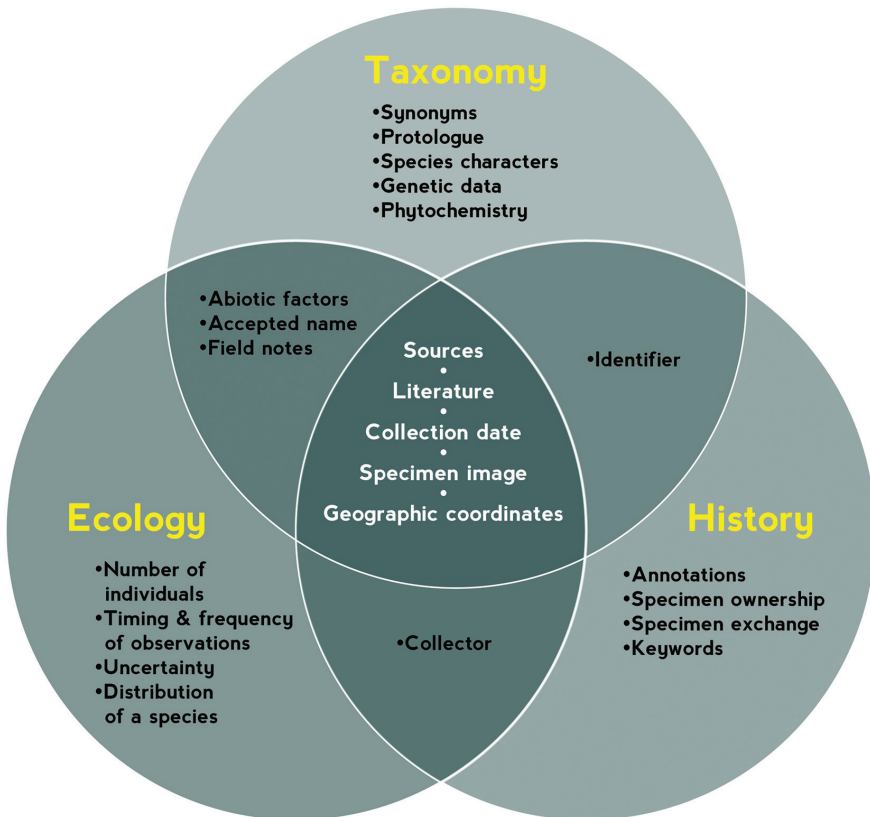 Taxonomy
•Synonyms
•Protologue
•Species characters
•Genetic data
•Phytochemistry
•Abiotic factors
•Accepted name
•Field notes
Sources
•
Literature
•
Collection date
•
Specimen image
•
Geographic coordinates
•Identifier
Ecology
•Number of
individuals
•Timing & frequency
of observations
•Uncertainty
•Distribution
of a species
•Collector
History
•Annotations
•Specimen ownership
•Specimen exchange
•Keywords